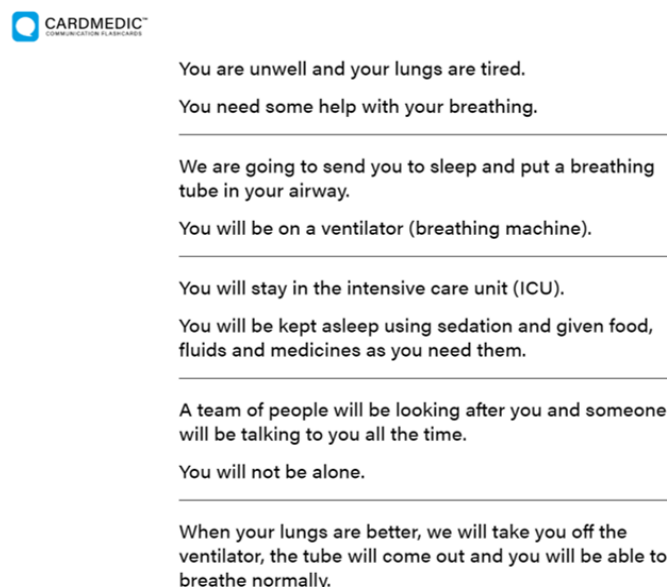 CARDMEDIC™
COMMUNICATION FLASHCARDS
You are unwell and your lungs are tired.
You need some help with your breathing.
We are going to send you to sleep and put a breathing
tube in your airway.
You will be on a ventilator (breathing machine).
You will stay in the intensive care unit (ICU).
You will be kept asleep using sedation and given food,
fluids and medicines as you need them.
A team of people will be looking after you and someone
will be talking to you all the time.
You will not be alone.
When your lungs are better, we will take you off the
ventilator, the tube will come out and you will be able to
breathe normally.